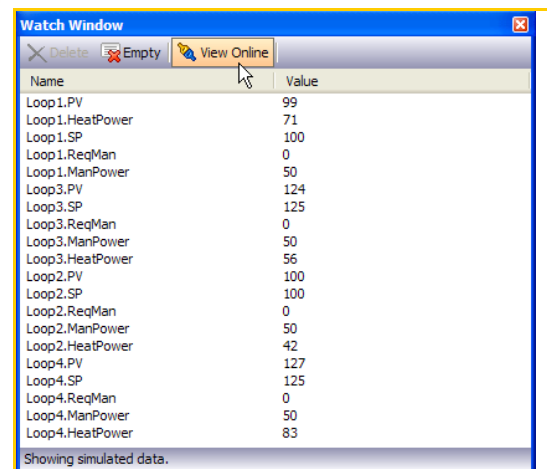 Watch Window
Delete Empty View Online
Name Value
Loop1.PV 99
Loop1.HeatPower 71
Loop1.SP 100
Loop1.ReqMan 0
Loop1.ManPower 50
Loop3.PV 124
Loop3.SP 125
Loop3.ReqMan 0
Loop3.ManPower 50
Loop3.HeatPower 56
Loop2.PV 100
Loop2.SP 100
Loop2.ReqMan 0
Loop2.ManPower 50
Loop2.HeatPower 42
Loop4.PV 127
Loop4.SP 125
Loop4.ReqMan 0
Loop4.ManPower 50
Loop4.HeatPower 83
Showing simulated data.